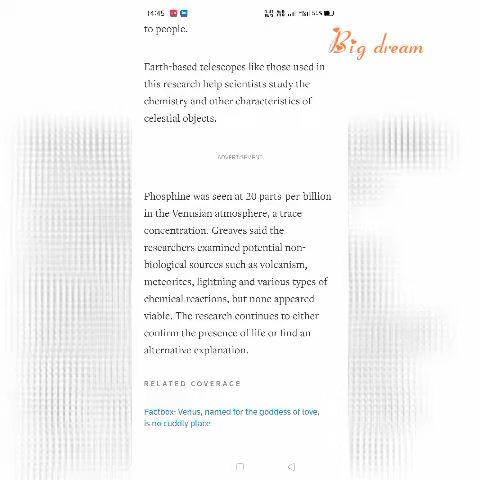 14:45
Big dream
to people.
Earth-based telescopes like those used in
this research help scientists study the
chemistry and other characteristics of
celestial objects.
ADVERTISEMENT
Phosphine was seen at 20 parts-per-billion
in the Venusian atmosphere, a trace
concentration. Greaves said the
researchers examined potential non-
biological sources such as volcanism,
meteorites, lightning and various types of
chemical reactions, but none appeared
viable. The research continues to either
confirm the presence of life or find an
alternative explanation.
RELATED COVERAGE
Factbox: Venus, named for the goddess of love,
is no cuddly place